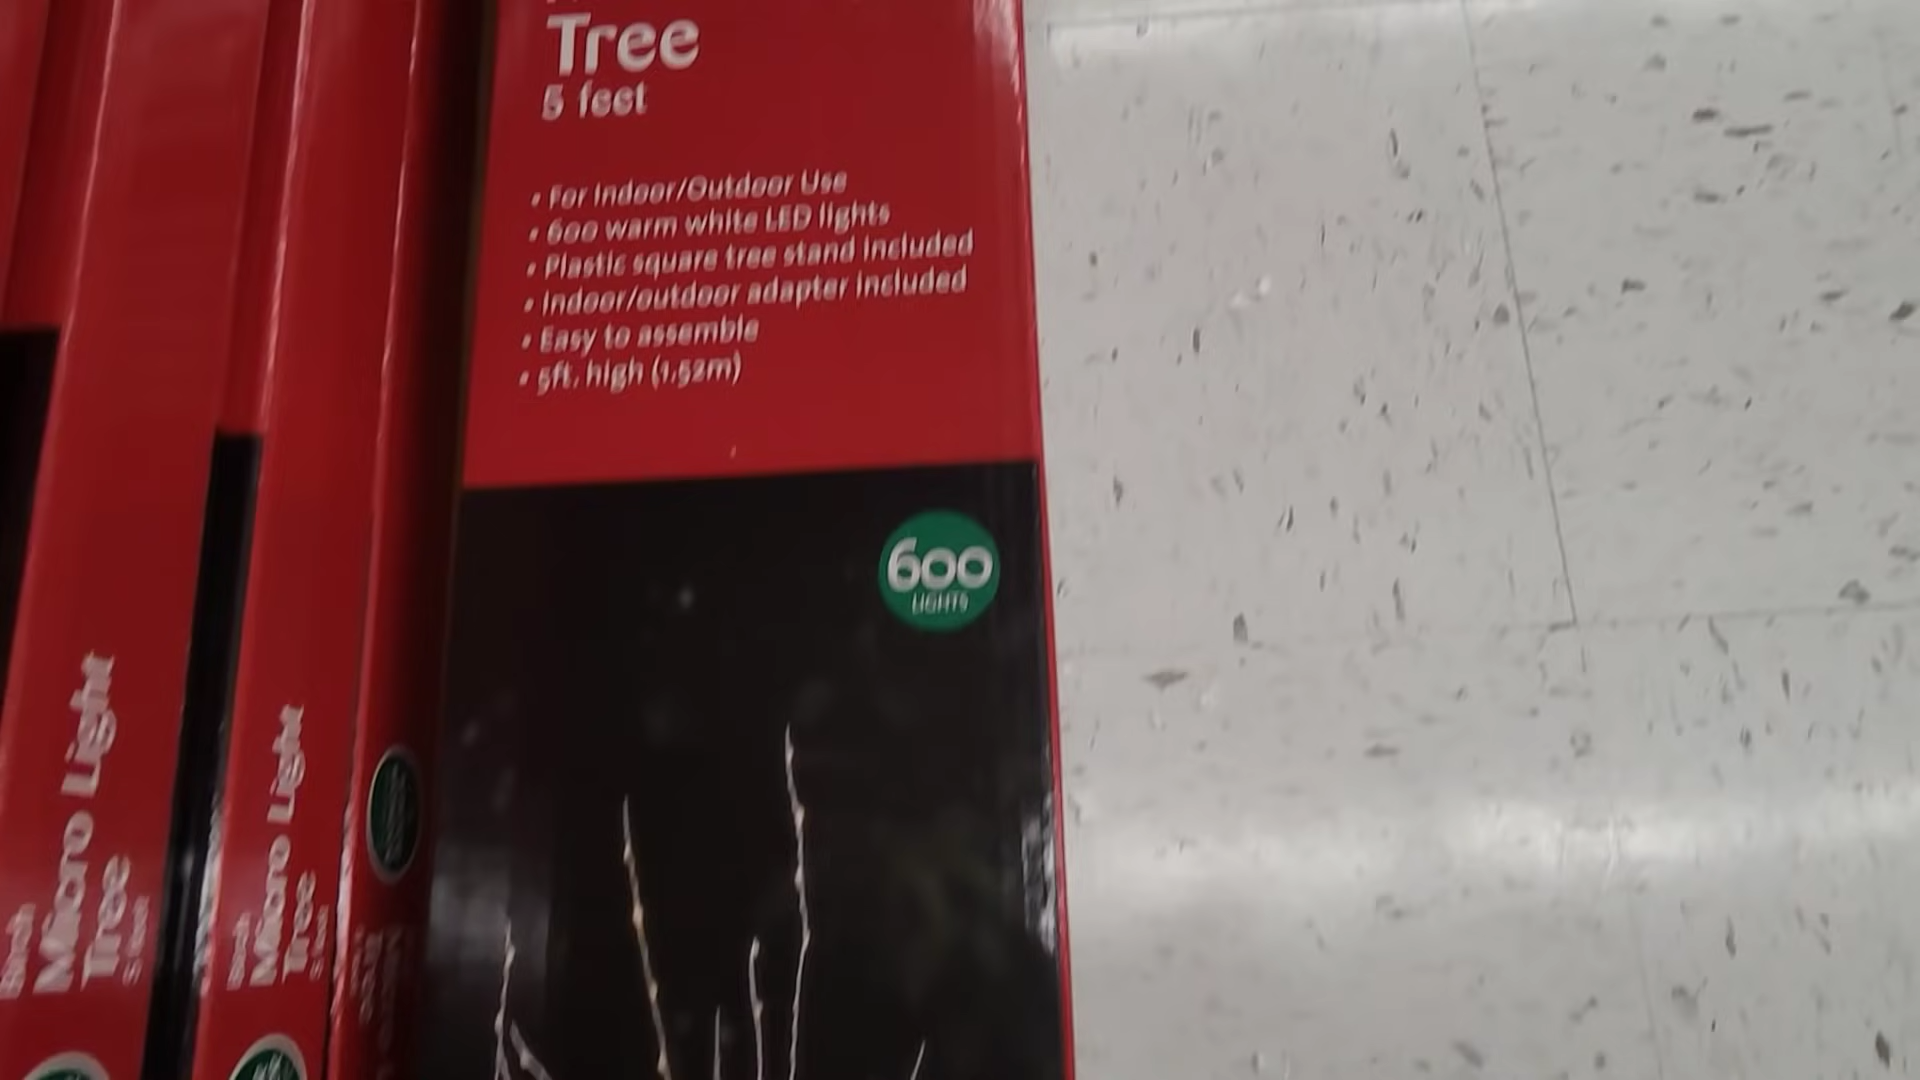 Tree
5 feet
• For Indoor/Outdoor Use
• 600 warm white LED lights
• Plastic square tree stand included
• Indoor/outdoor adapter included
• Easy to assemble
• 5ft. high (1.52m)
600
LIGHTS
Micro Light
Tree
Micro Light
Tree